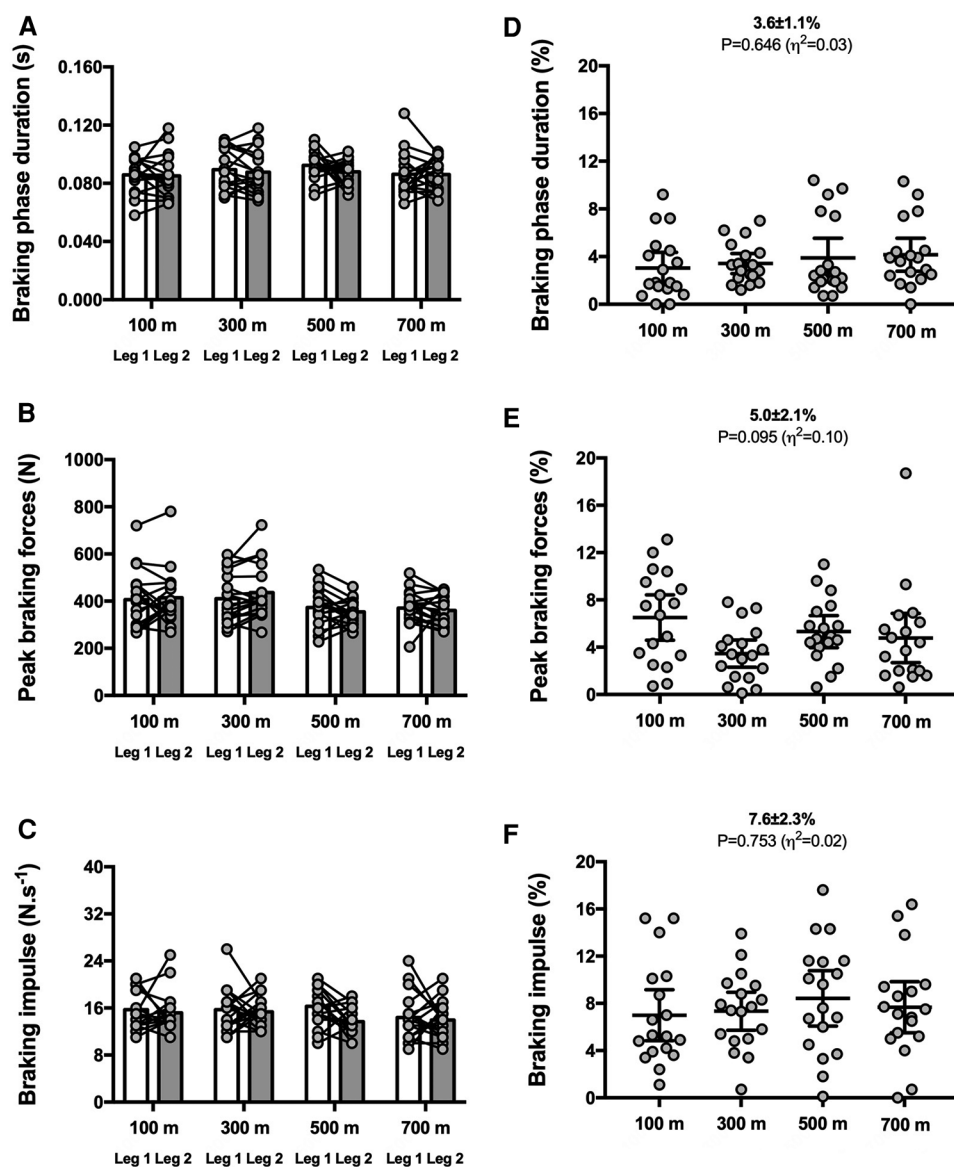 A
Braking phase duration (s)
0.160
0.120
0.080
0.040
0.000
100 m 300 m 500 m 700 m
Leg 1 Leg 2 Leg 1 Leg 2 Leg 1 Leg 2 Leg 1 Leg 2
D
3.6±1.1%
P=0.646 (η²=0.03)
Braking phase duration (%)
20
16
12
8
4
0
100 m 300 m 500 m 700 m
B
Peak braking forces (N)
1000
800
600
400
200
0
100 m 300 m 500 m 700 m
Leg 1 Leg 2 Leg 1 Leg 2 Leg 1 Leg 2 Leg 1 Leg 2
E
5.0±2.1%
P=0.095 (η²=0.10)
Peak braking forces (%)
20
16
12
8
4
0
100 m 300 m 500 m 700 m
C
Braking impulse (N.s⁻¹)
40
32
24
16
8
0
100 m 300 m 500 m 700 m
Leg 1 Leg 2 Leg 1 Leg 2 Leg 1 Leg 2 Leg 1 Leg 2
F
7.6±2.3%
P=0.753 (η²=0.02)
Braking impulse (%)
20
16
12
8
4
0
100 m 300 m 500 m 700 m